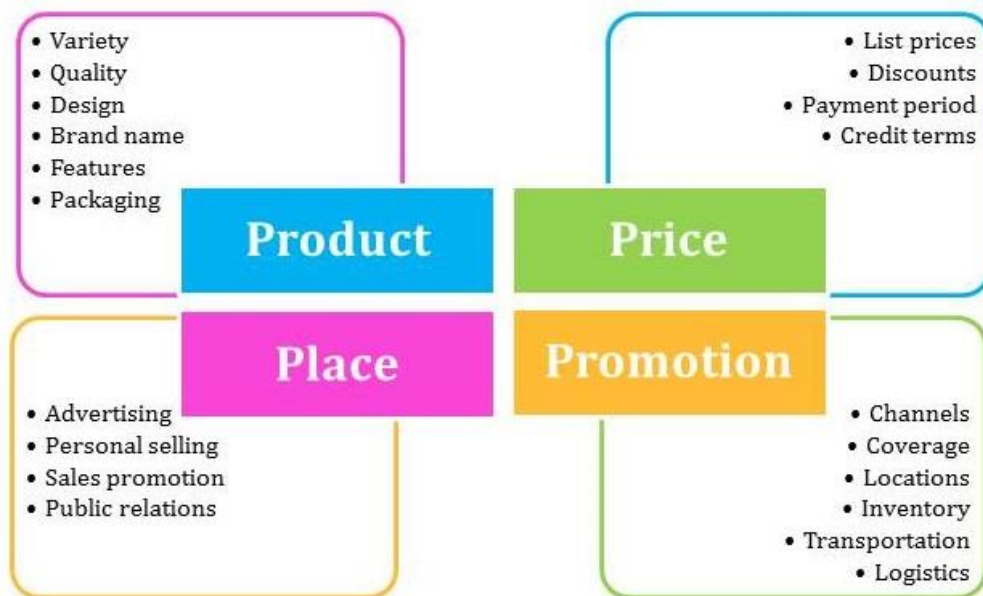 • Variety
• Quality
• Design
• Brand name
• Features
• Packaging
• List prices
• Discounts
• Payment period
• Credit terms
Product
Price
Place
Promotion
• Advertising
• Personal selling
• Sales promotion
• Public relations
• Channels
• Coverage
• Locations
• Inventory
• Transportation
• Logistics